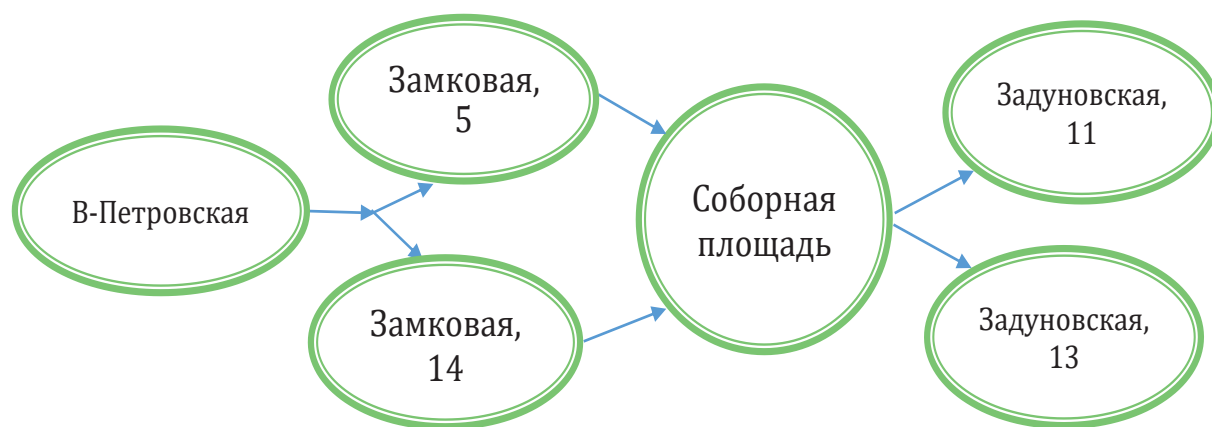 В-Петровская
Замковая,
5
Замковая,
14
Соборная
площадь
Задуновская,
11
Задуновская,
13